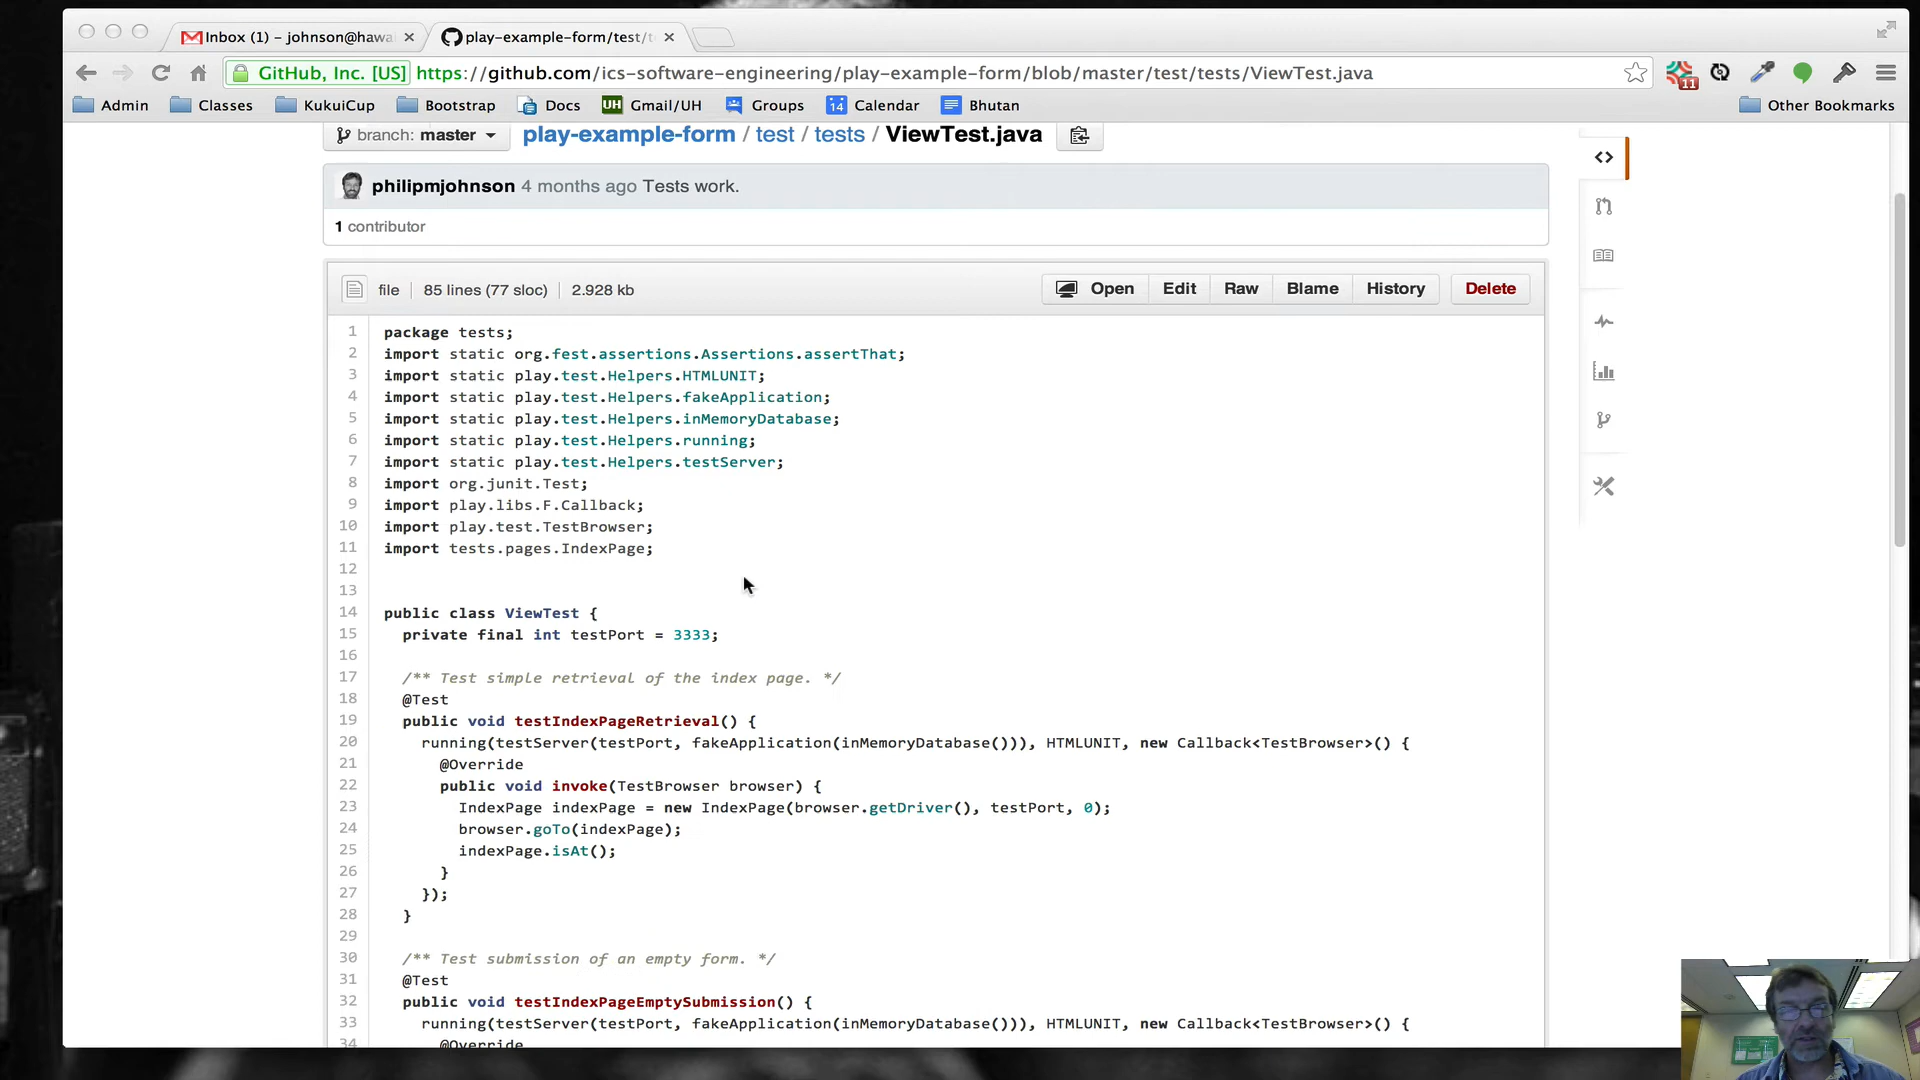 Inbox (1) - johnson@hawai
play-example-form/test/t
GitHub, Inc. [US] https://github.com/ics-software-engineering/play-example-form/blob/master/test/tests/ViewTest.java
11
Admin Classes KukuiCup Bootstrap Docs UH Gmail/UH Groups 14 Calendar Bhutan Other Bookmarks
branch: master play-example-form / test / tests / ViewTest.java
philipmjohnson 4 months ago Tests work.
1 contributor
file 85 lines (77 sloc) 2.928 kb Open Edit Raw Blame History Delete
1 package tests;
2 import static org.fest.assertions.Assertions.assertThat;
3 import static play.test.Helpers.HTMLUNIT;
4 import static play.test.Helpers.fakeApplication;
5 import static play.test.Helpers.inMemoryDatabase;
6 import static play.test.Helpers.running;
7 import static play.test.Helpers.testServer;
8 import org.junit.Test;
9 import play.libs.F.Callback;
10 import play.test.TestBrowser;
11 import tests.pages.IndexPage;
12
13
14 public class ViewTest {
15 private final int testPort = 3333;
16
17 /** Test simple retrieval of the index page. */
18 @Test
19 public void testIndexPageRetrieval() {
20 running(testServer(testPort, fakeApplication(inMemoryDatabase())), HTMLUNIT, new Callback<TestBrowser>() {
21 @Override
22 public void invoke(TestBrowser browser) {
23 IndexPage indexPage = new IndexPage(browser.getDriver(), testPort, 0);
24 browser.goTo(indexPage);
25 indexPage.isAt();
26 }
27 });
28 }
29
30 /** Test submission of an empty form. */
31 @Test
32 public void testIndexPageEmptySubmission() {
33 running(testServer(testPort, fakeApplication(inMemoryDatabase())), HTMLUNIT, new Callback<TestBrowser>() {
34 @Override